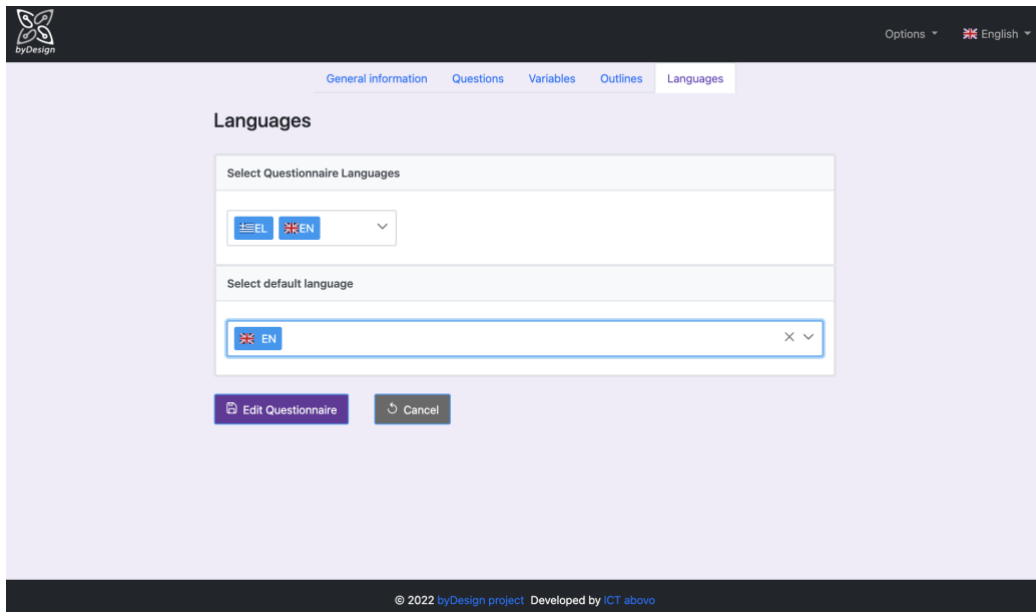 byDesign
Options English
General information Questions Variables Outlines Languages
Languages
Select Questionnaire Languages
EL EN
Select default language
EN
Edit Questionnaire Cancel
© 2022 byDesign project Developed by ICT abovo